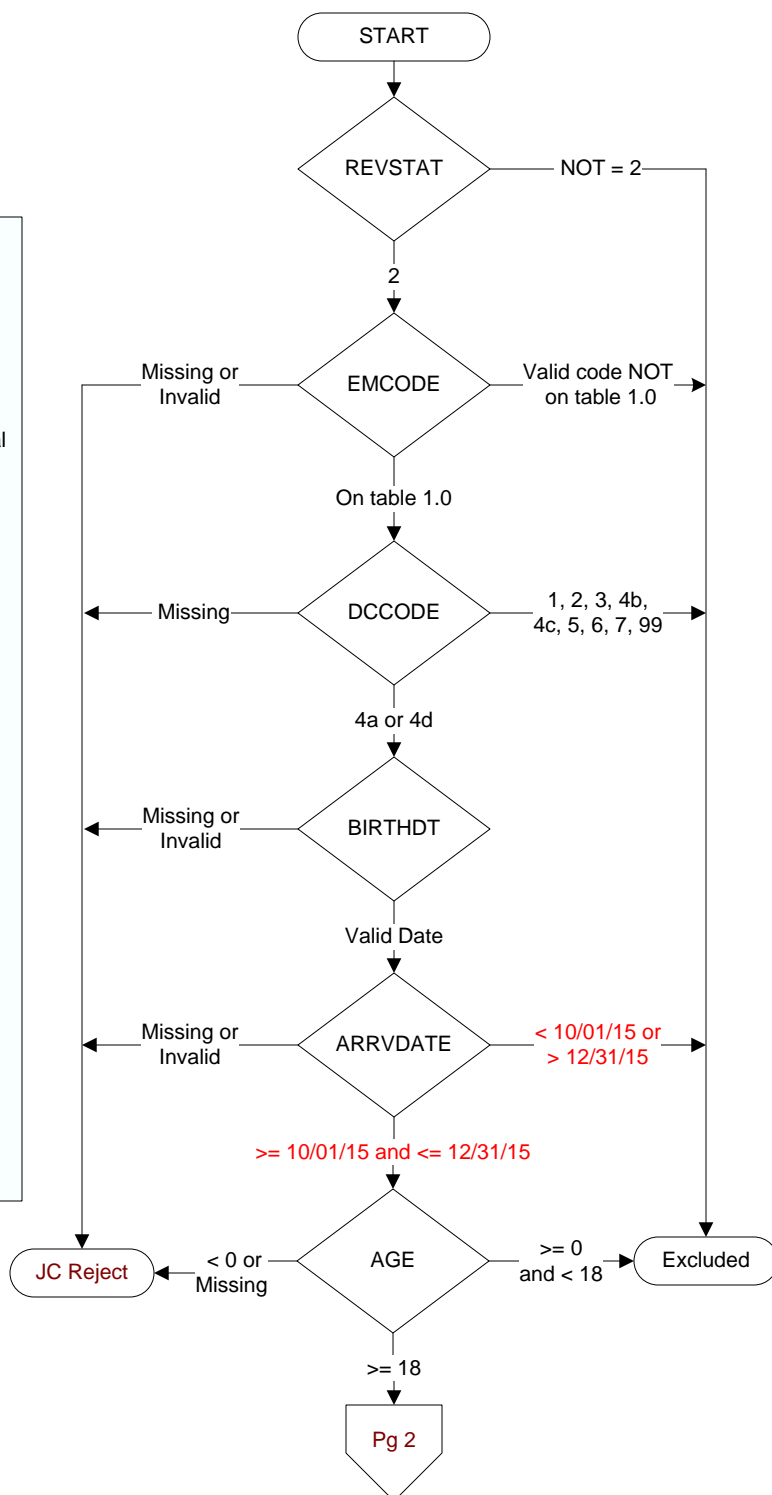 START
REVSTAT
NOT = 2
2
Missing or
Invalid
EMCODE
Valid code NOT
on table 1.0
al
On table 1.0
Missing
DCCODE
1, 2, 3, 4b,
4c, 5, 6, 7, 99
4a or 4d
Missing or
Invalid
BIRTHDT
Valid Date
Missing or
Invalid
ARRVDATE
< 10/01/15 or
> 12/31/15
>= 10/01/15 and <= 12/31/15
JC Reject
< 0 or
Missing
AGE
>= 0
and < 18
Excluded
>= 18
Pg 2